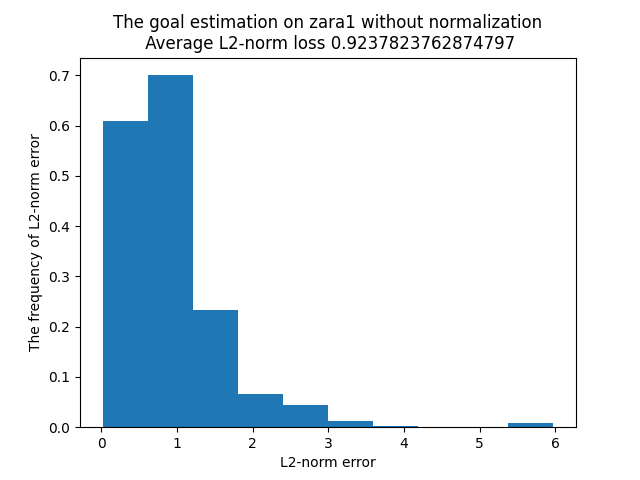 The goal estimation on zara1 without normalization
Average L2-norm loss 0.9237823762874797
The frequency of L2-norm error
0.7
0.6
0.5
0.4
0.3
0.2
0.1
0.0
0 1 2 3 4 5 6
L2-norm error